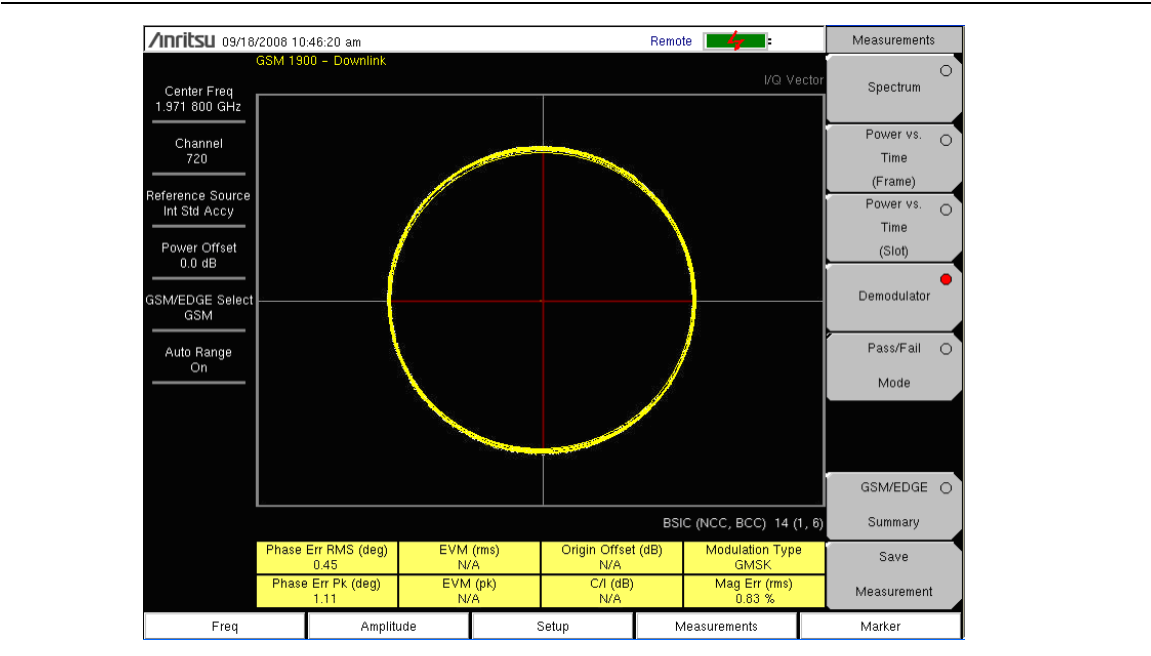 Anritsu 09/18/2008 10:46:20 am
Remote
Measurements
GSM 1900 - Downlink
I/Q Vector
Center Freq
1.971 800 GHz
Channel
720
Reference Source
Int Std Accy
Power Offset
0.0 dB
GSM/EDGE Select
GSM
Auto Range
On
Spectrum
Power vs.
Time
(Frame)
Power vs.
Time
(Slot)
Demodulator
Pass/Fail
Mode
GSM/EDGE
Summary
Save
Measurement
BSIC (NCC, BCC) 14 (1, 6)
Phase Err RMS (deg)
0.45
EVM (rms)
N/A
Origin Offset (dB)
N/A
Modulation Type
GMSK
Phase Err Pk (deg)
1.11
EVM (pk)
N/A
C/I (dB)
N/A
Mag Err (rms)
0.83 %
Freq
Amplitude
Setup
Measurements
Marker